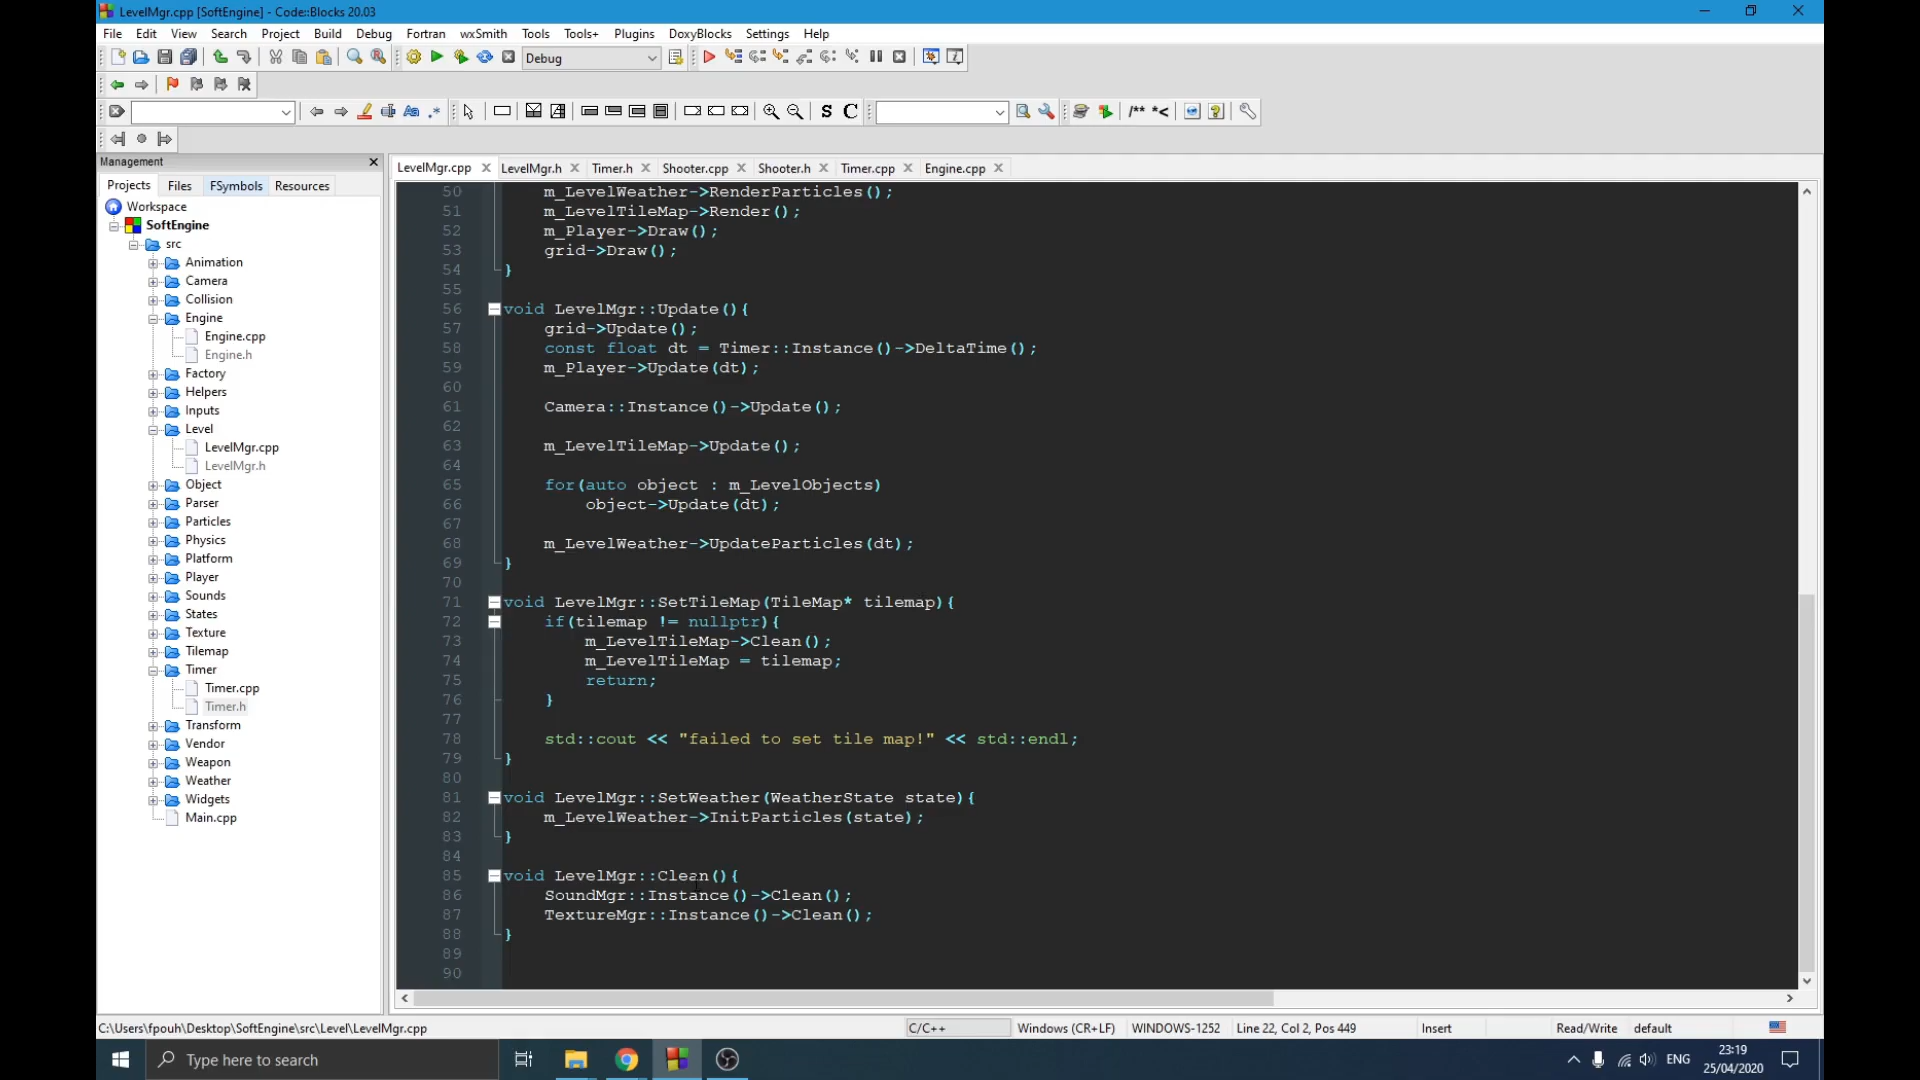 LevelMgr.cpp [SoftEngine] - Code::Blocks 20.03
File Edit View Search Project Build Debug Fortran wxSmith Tools Tools+ Plugins DoxyBlocks Settings Help
Debug
S C /** *<
Management
Projects Files FSymbols Resources
Workspace
SoftEngine
src
Animation
Camera
Collision
Engine
Engine.cpp
Engine.h
Factory
Helpers
Inputs
Level
LevelMgr.cpp
LevelMgr.h
Object
Parser
Particles
Physics
Platform
Player
Sounds
States
Texture
Tilemap
Timer
Timer.cpp
Timer.h
Transform
Vendor
Weapon
Weather
Widgets
Main.cpp
LevelMgr.cpp LevelMgr.h Timer.h Shooter.cpp Shooter.h Timer.cpp Engine.cpp
50 m_LevelWeather->RenderParticles();
51 m_LevelTileMap->Render();
52 m_Player->Draw();
53 grid->Draw();
54 }
55
56 void LevelMgr::Update(){
57 grid->Update();
58 const float dt = Timer::Instance()->DeltaTime();
59 m_Player->Update(dt);
60
61 Camera::Instance()->Update();
62
63 m_LevelTileMap->Update();
64
65 for(auto object : m_LevelObjects)
66 object->Update(dt);
67
68 m_LevelWeather->UpdateParticles(dt);
69 }
70
71 void LevelMgr::SetTileMap(TileMap* tilemap){
72 if(tilemap != nullptr){
73 m_LevelTileMap->Clean();
74 m_LevelTileMap = tilemap;
75 return;
76 }
77
78 std::cout << "failed to set tile map!" << std::endl;
79 }
80
81 void LevelMgr::SetWeather(WeatherState state){
82 m_LevelWeather->InitParticles(state);
83 }
84
85 void LevelMgr::Clean(){
86 SoundMgr::Instance()->Clean();
87 TextureMgr::Instance()->Clean();
88 }
89
90
C:\Users\fpouh\Desktop\SoftEngine\src\Level\LevelMgr.cpp C/C++ Windows (CR+LF) WINDOWS-1252 Line 22, Col 2, Pos 449 Insert Read/Write default
Type here to search ENG 23:19
25/04/2020